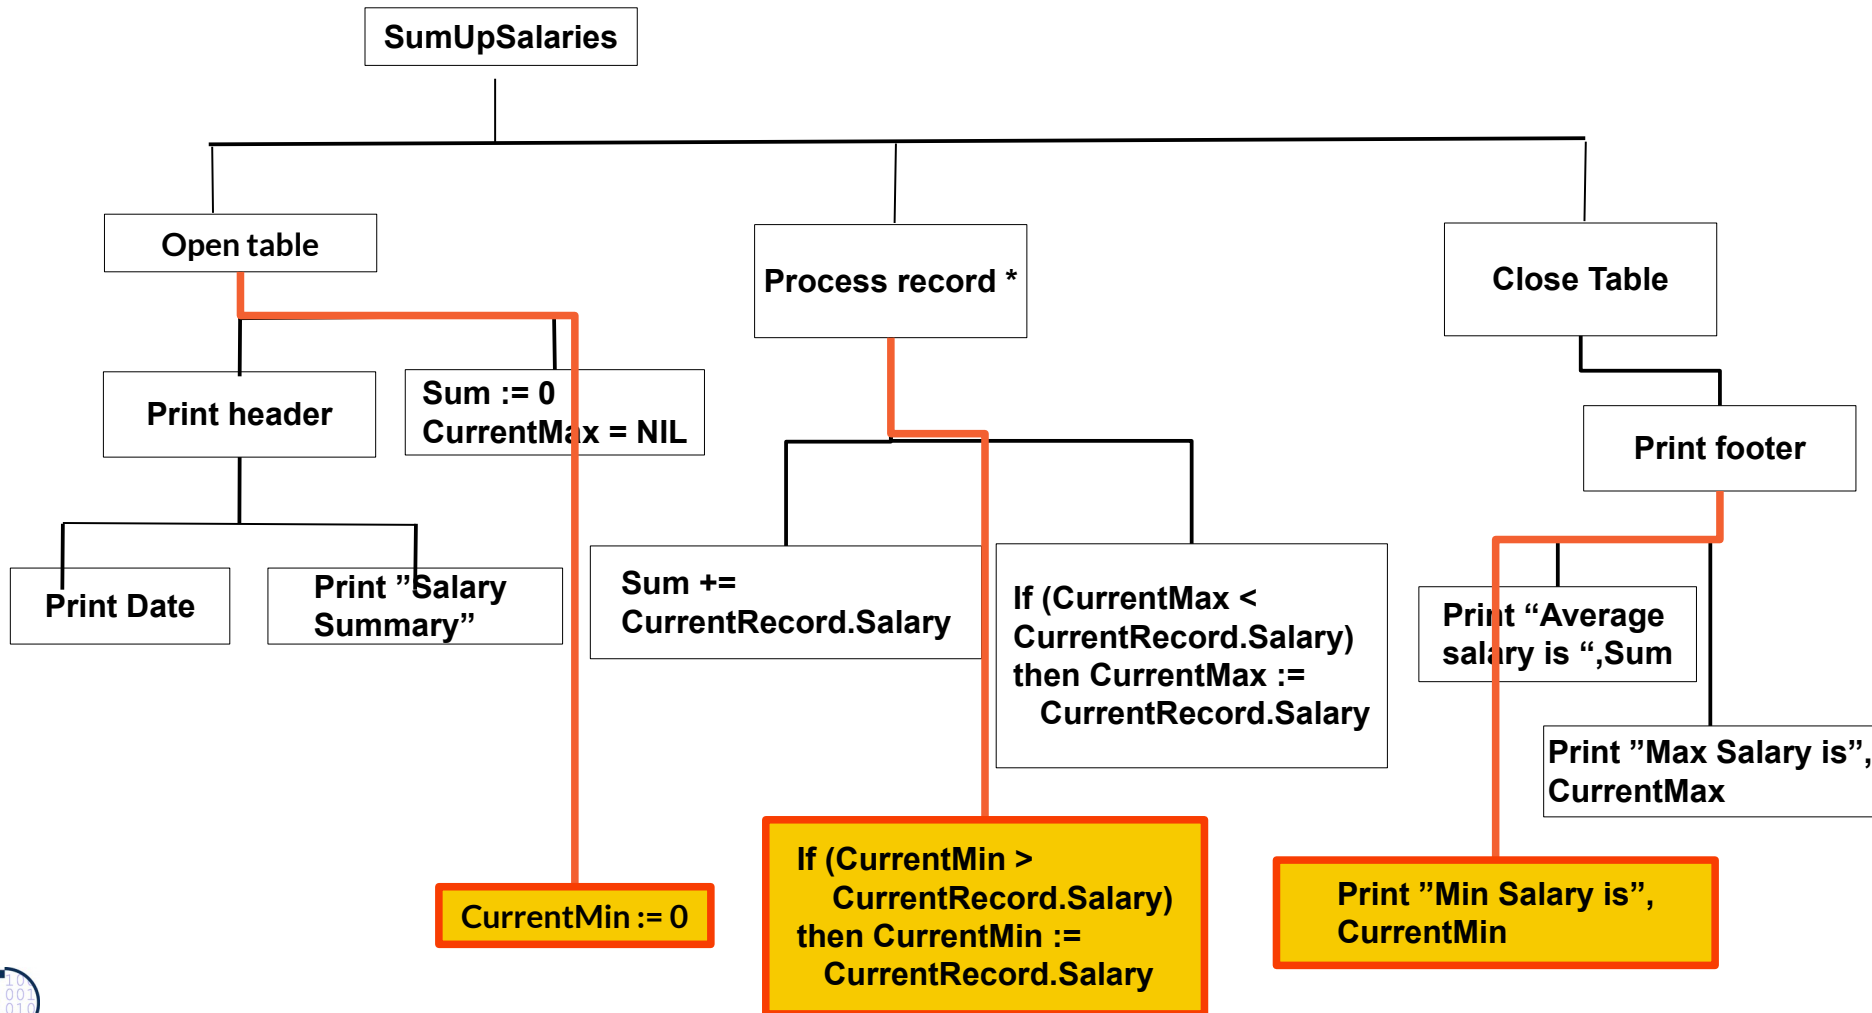 SumUpSalaries
Open table
Process record *
Close Table
Print header
Sum := 0
CurrentMax = NIL
Print footer
Print Date
Print ”Salary
Summary”
Sum +=
CurrentRecord.Salary
If (CurrentMax <
CurrentRecord.Salary)
then CurrentMax :=
CurrentRecord.Salary
Print “Average
salary is “,Sum
Print ”Max Salary is”,
CurrentMax
CurrentMin := 0
If (CurrentMin >
CurrentRecord.Salary)
then CurrentMin :=
CurrentRecord.Salary
Print ”Min Salary is”,
CurrentMin
001
010